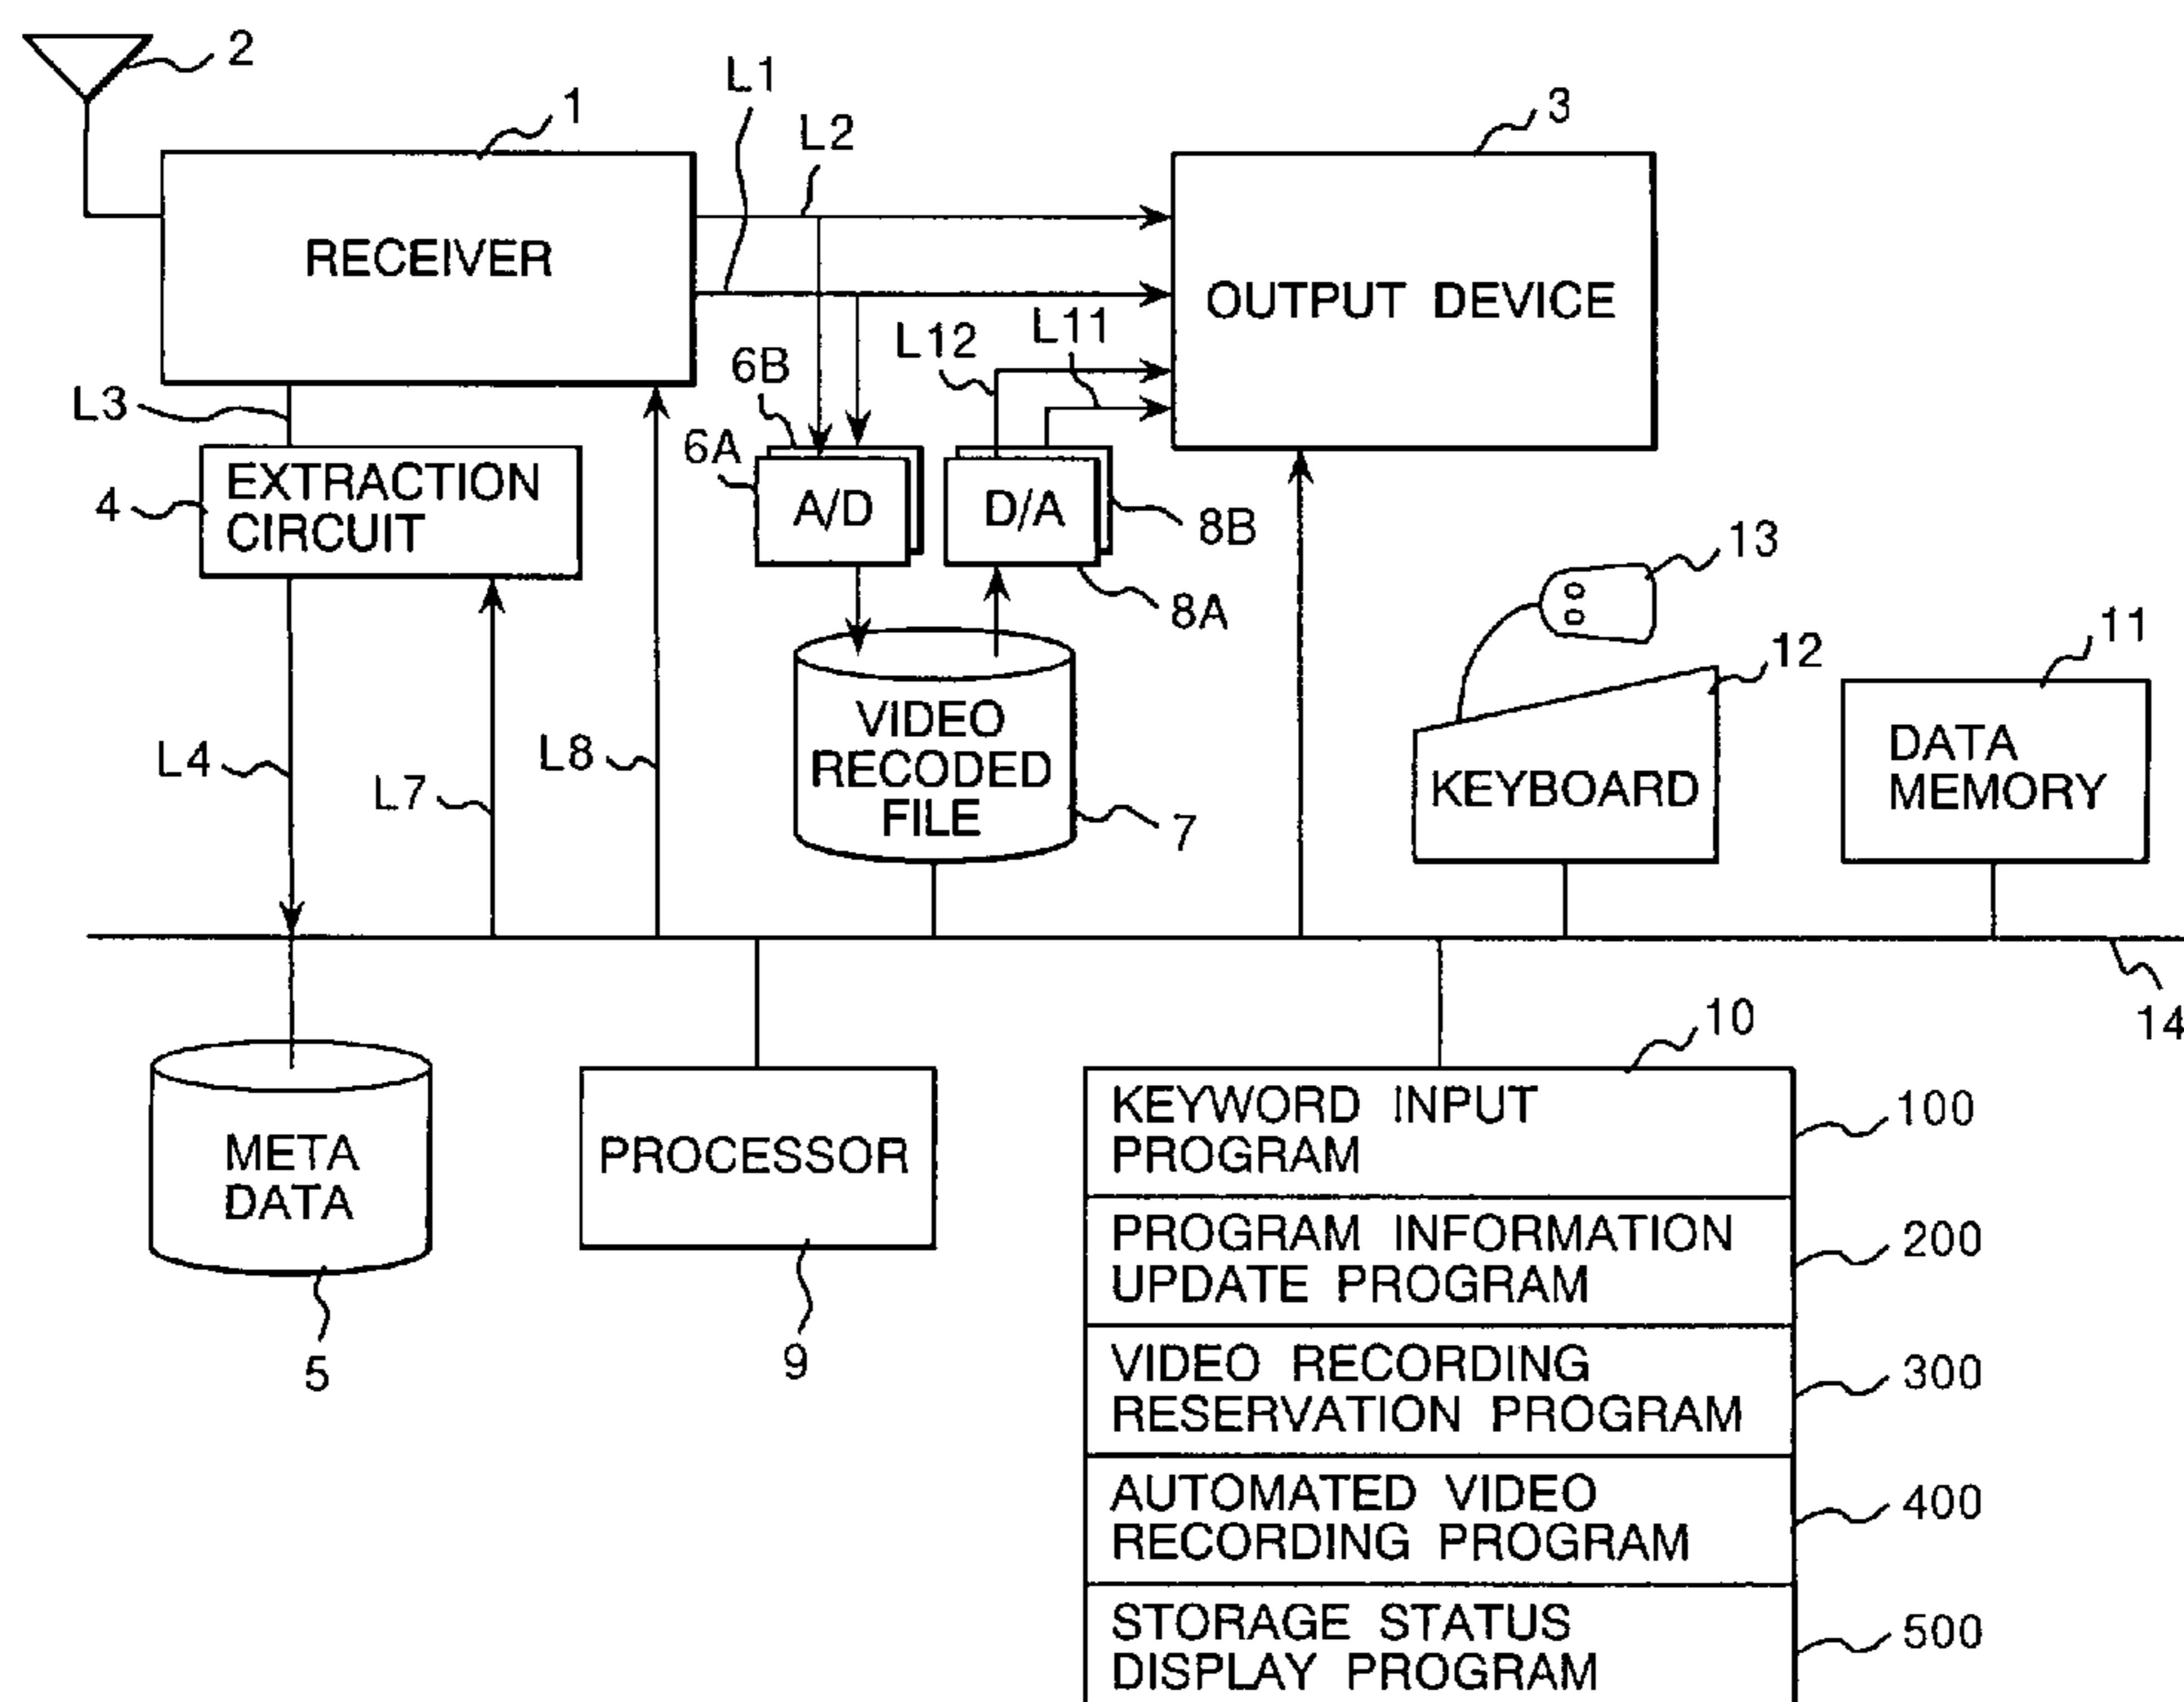 2
1
L1
L2
3
RECEIVER
OUTPUT DEVICE
L12
L11
6B
L3
6A
EXTRACTION
CIRCUIT
4
A/D
D/A
8B
13
8A
11
12
VIDEO
RECODED
FILE
L4
L8
L7
KEYBOARD
DATA
MEMORY
7
14
10
META
DATA
PROCESSOR
5
9
KEYWORD INPUT
PROGRAM
100
PROGRAM INFORMATION
UPDATE PROGRAM
200
VIDEO RECORDING
RESERVATION PROGRAM
300
AUTOMATED VIDEO
RECORDING PROGRAM
400
STORAGE STATUS
DISPLAY PROGRAM
500